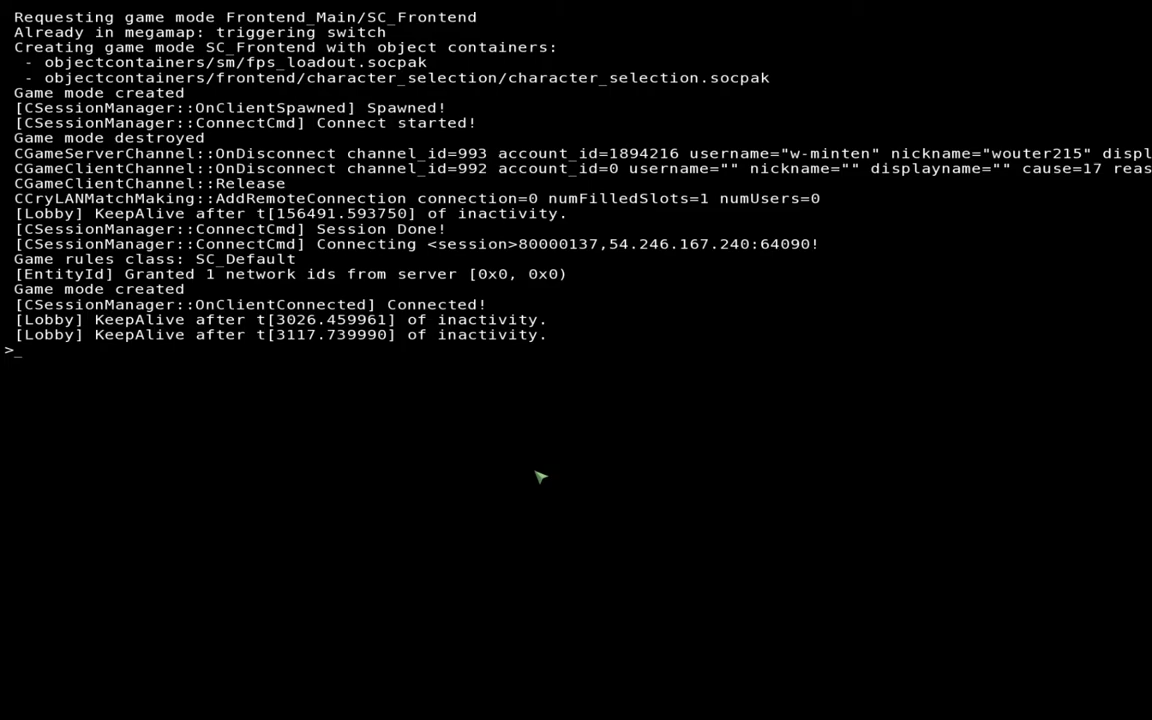 Requesting game mode Frontend_Main/SC_Frontend
Already in megamap: triggering switch
Creating game mode SC_Frontend with object containers:
- objectcontainers/sm/fps_loadout.socpak
- objectcontainers/frontend/character_selection/character_selection.socpak
Game mode created
[CSessionManager::OnClientSpawned] Spawned!
[CSessionManager::ConnectCmd] Connect started!
Game mode destroyed
CGameServerChannel::OnDisconnect channel_id=993 account_id=1894216 username="w-minten" nickname="wouter215" displ
CGameClientChannel::OnDisconnect channel_id=992 account_id=0 username="" nickname="" displayname="" cause=17 reas
CGameClientChannel::Release
CCryLANMatchMaking::AddRemoteConnection connection=0 numFilledSlots=1 numUsers=0
[Lobby] KeepAlive after t[156491.593750] of inactivity.
[CSessionManager::ConnectCmd] Session Done!
[CSessionManager::ConnectCmd] Connecting <session>80000137,54.246.167.240:64090!
Game rules class: SC_Default
[EntityId] Granted 1 network ids from server [0x0, 0x0)
Game mode created
[CSessionManager::OnClientConnected] Connected!
[Lobby] KeepAlive after t[3026.459961] of inactivity.
[Lobby] KeepAlive after t[3117.739990] of inactivity.
>_